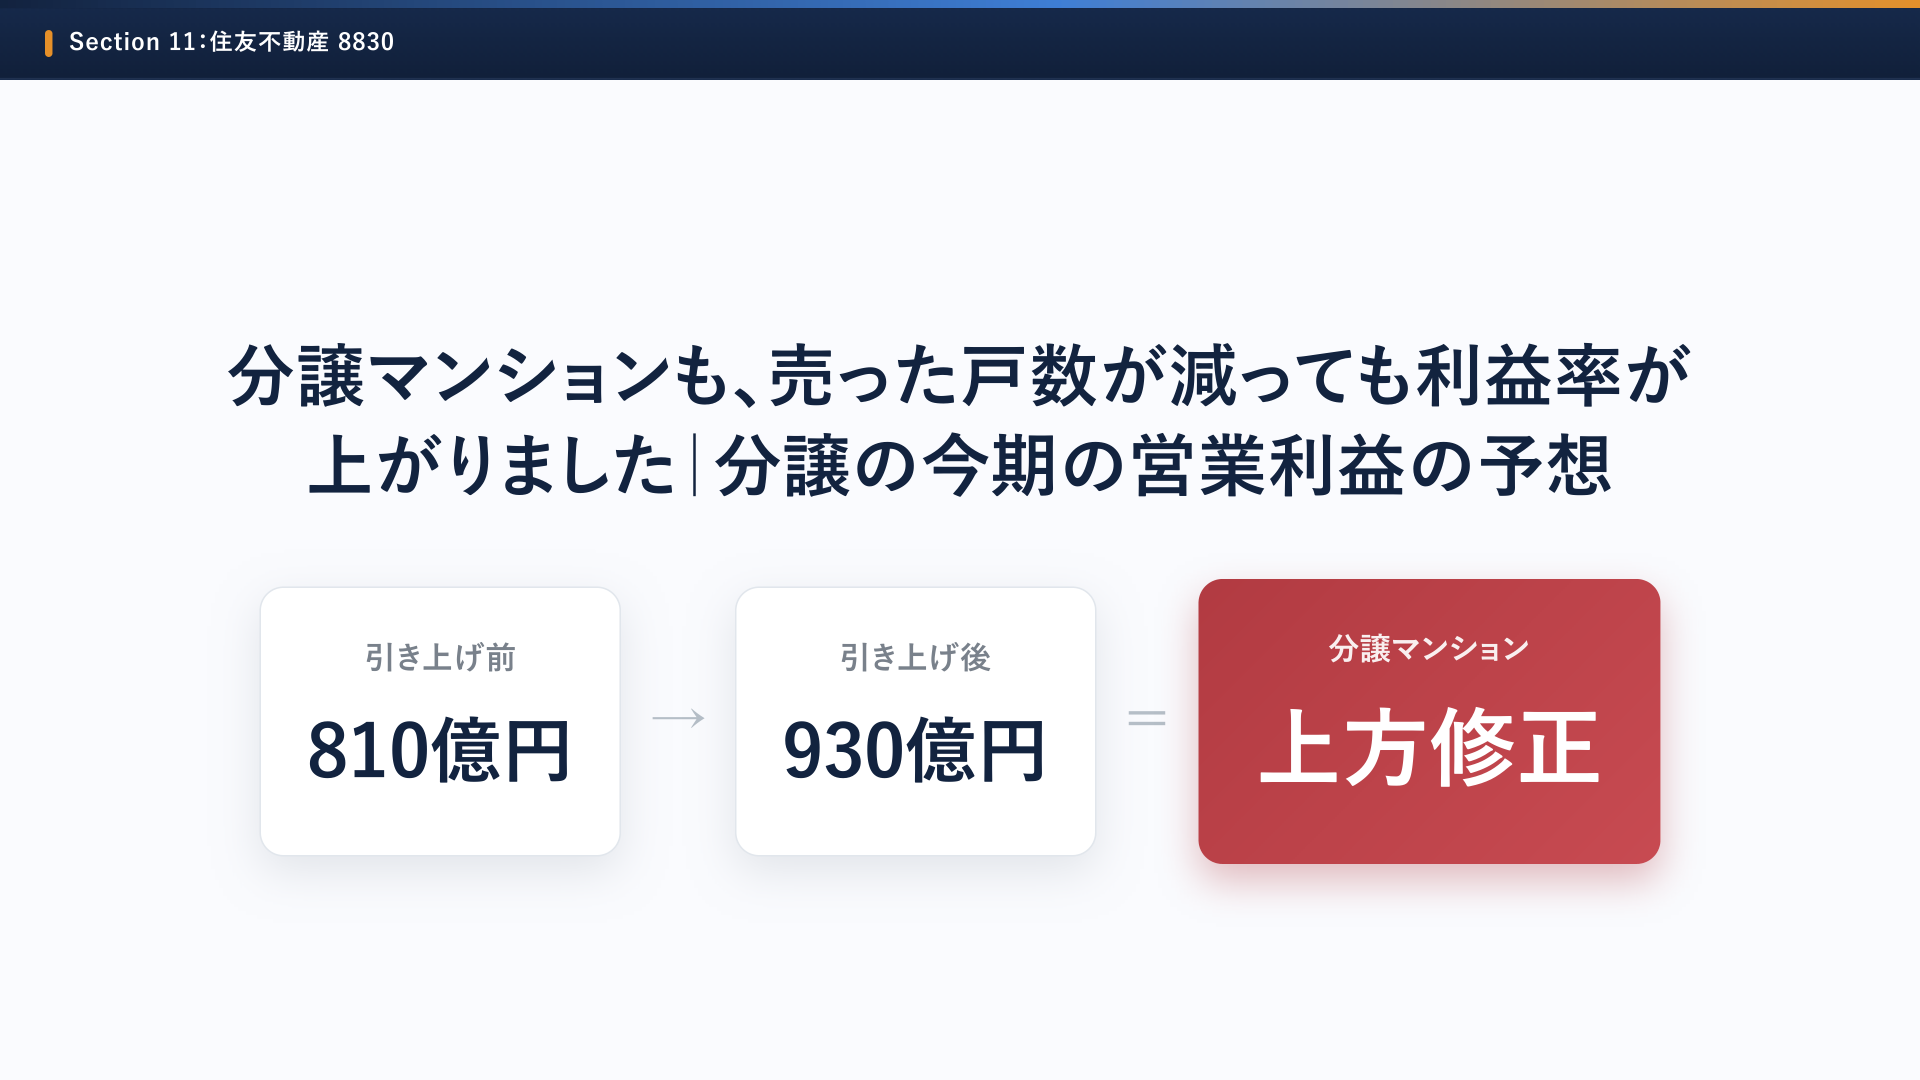 Section 11：住友不動産 8830
分譲マンションも、売った戸数が減っても利益率が
上がりました｜分譲の今期の営業利益の予想
引き上げ前
810億円
→
引き上げ後
930億円
＝
分譲マンション
上方修正